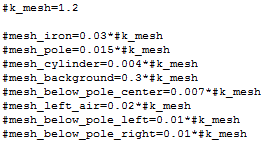 #k_mesh=1.2
#mesh_iron=0.03*#k_mesh
#mesh_pole=0.015*#k_mesh
#mesh_cylinder=0.004*#k_mesh
#mesh_background=0.3*#k_mesh
#mesh_below_pole_center=0.007*#k_mesh
#mesh_left_air=0.02*#k_mesh
#mesh_below_pole_left=0.01*#k_mesh
#mesh_below_pole_right=0.01*#k_mesh